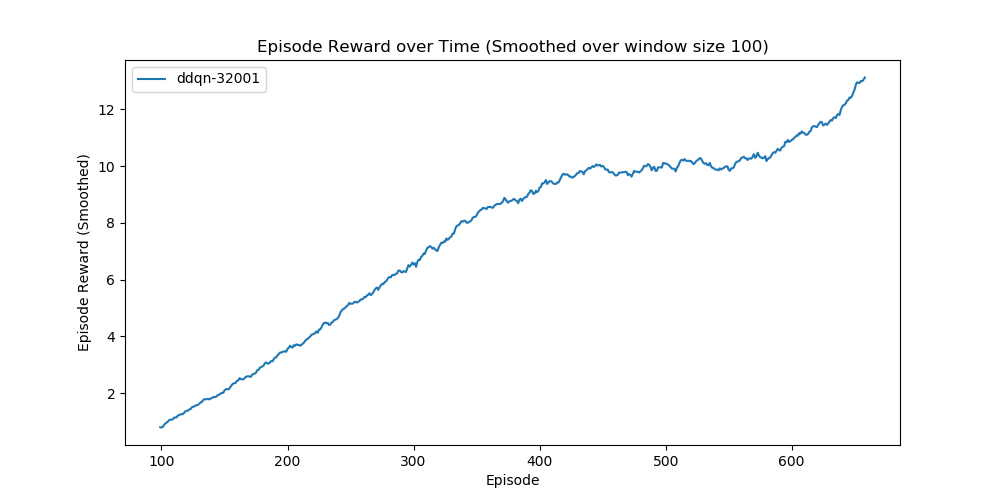 Episode Reward over Time (Smoothed over window size 100)
ddqn-32001
Episode Reward (Smoothed)
12
10
8
6
4
2
100 200 300 400 500 600
Episode